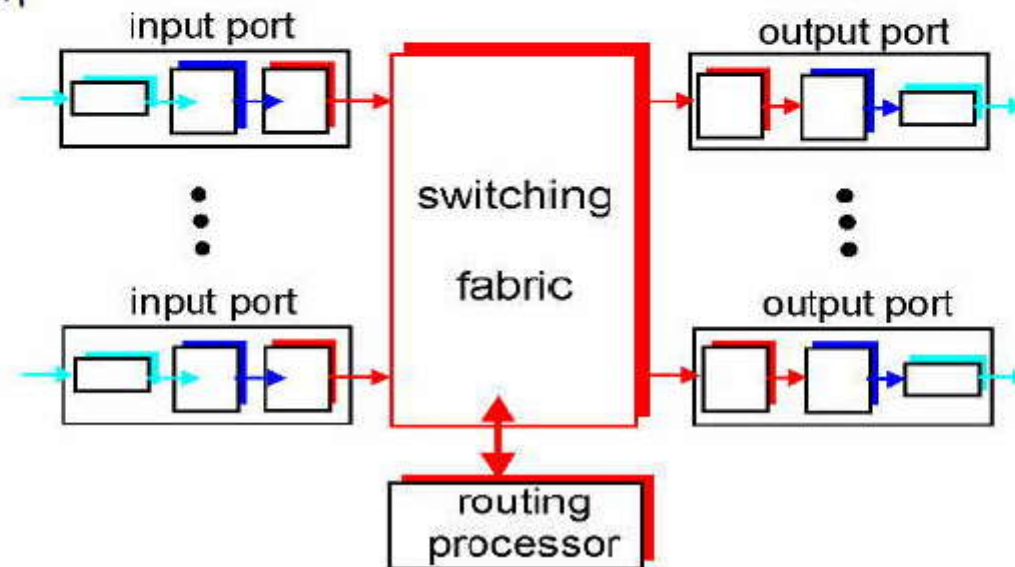 input port
output port
switching
fabric
input port
output port
routing
processor